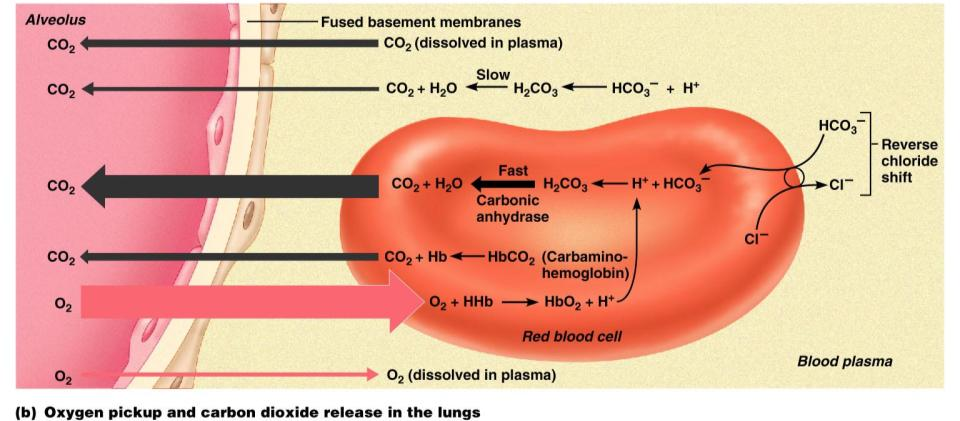 Alveolus
Fused basement membranes
CO₂
CO₂ (dissolved in plasma)
CO₂
CO₂ + H₂O
Slow
H₂CO₃
HCO₃⁻ + H⁺
HCO₃⁻
Reverse
chloride
shift
Cl⁻
Cl⁻
CO₂
CO₂ + H₂O
Fast
Carbonic
anhydrase
H₂CO₃
H⁺ + HCO₃⁻
CO₂
CO₂ + Hb
HbCO₂ (Carbamino-
hemoglobin)
O₂
O₂ + HHb
HbO₂ + H⁺
Red blood cell
Blood plasma
O₂
O₂ (dissolved in plasma)
(b) Oxygen pickup and carbon dioxide release in the lungs